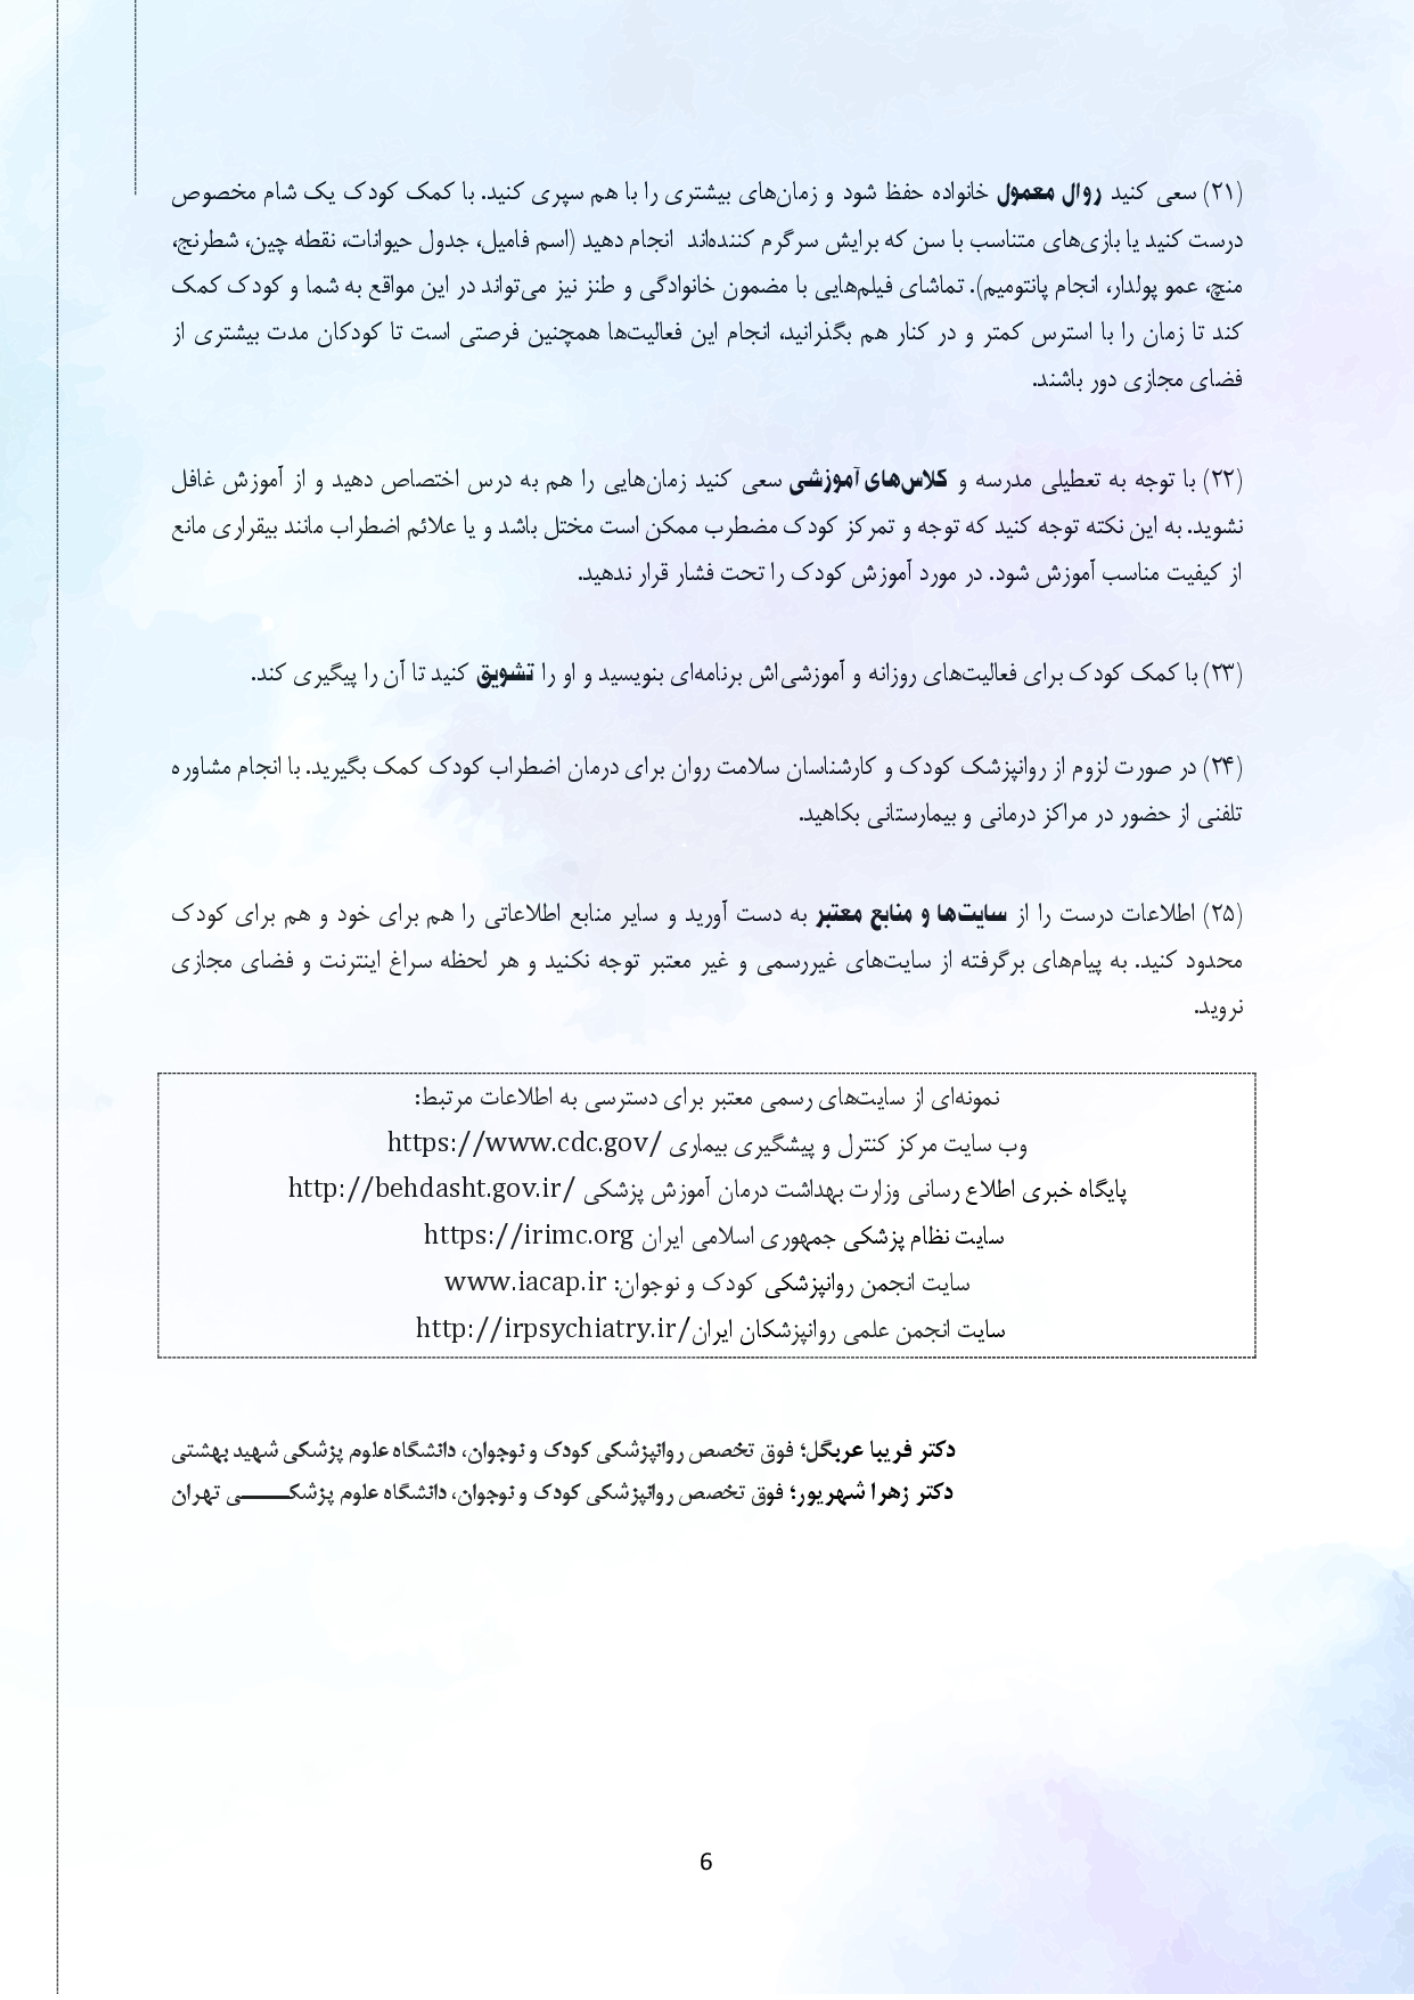 (۲۱) سعی کنید روال معمول خانواده حفظ شود و زمان‌های بیشتری را با هم سپری کنید. با کمک کودک یک شام مخصوص
درست کنید یا بازی‌های متناسب با سن که برایش سرگرم کننده‌اند انجام دهید (اسم فامیل، جدول حیوانات، نقطه چین، شطرنج،
منچ، عمو پولدار، انجام پانتومیم). تماشای فیلم‌هایی با مضمون خانوادگی و طنز نیز می‌تواند در این مواقع به شما و کودک کمک
کند تا زمان را با استرس کمتر و در کنار هم بگذرانید، انجام این فعالیت‌ها همچنین فرصتی است تا کودکان مدت بیشتری از
فضای مجازی دور باشند.
(۲۲) با توجه به تعطیلی مدرسه و کلاس‌های آموزشی سعی کنید زمان‌هایی را هم به درس اختصاص دهید و از آموزش غافل
نشوید. به این نکته توجه کنید که توجه و تمرکز کودک مضطرب ممکن است مختل باشد و یا علائم اضطراب مانند بیقراری مانع
از کیفیت مناسب آموزش شود. در مورد آموزش کودک را تحت فشار قرار ندهید.
(۲۳) با کمک کودک برای فعالیت‌های روزانه و آموزشی‌اش برنامه‌ای بنویسید و او را تشویق کنید تا آن را پیگیری کند.
(۲۴) در صورت لزوم از روانپزشک کودک و کارشناسان سلامت روان برای درمان اضطراب کودک کمک بگیرید. با انجام مشاوره
تلفنی از حضور در مراکز درمانی و بیمارستانی بکاهید.
(۲۵) اطلاعات درست را از سایت‌ها و منابع معتبر به دست آورید و سایر منابع اطلاعاتی را هم برای خود و هم برای کودک
محدود کنید. به پیام‌های برگرفته از سایت‌های غیررسمی و غیر معتبر توجه نکنید و هر لحظه سراغ اینترنت و فضای مجازی
نروید.
نمونه‌ای از سایت‌های رسمی معتبر برای دسترسی به اطلاعات مرتبط:
وب سایت مرکز کنترل و پیشگیری بیماری https://www.cdc.gov/
پایگاه خبری اطلاع رسانی وزارت بهداشت درمان آموزش پزشکی http://behdasht.gov.ir/
سایت نظام پزشکی جمهوری اسلامی ایران https://irimc.org
سایت انجمن روانپزشکی کودک و نوجوان: www.iacap.ir
سایت انجمن علمی روانپزشکان ایران http://irpsychiatry.ir/
دکتر فریبا عربگل؛ فوق تخصص روانپزشکی کودک و نوجوان، دانشگاه علوم پزشکی شهید بهشتی
دکتر زهرا شهریور؛ فوق تخصص روانپزشکی کودک و نوجوان، دانشگاه علوم پزشکـــــی تهران
6